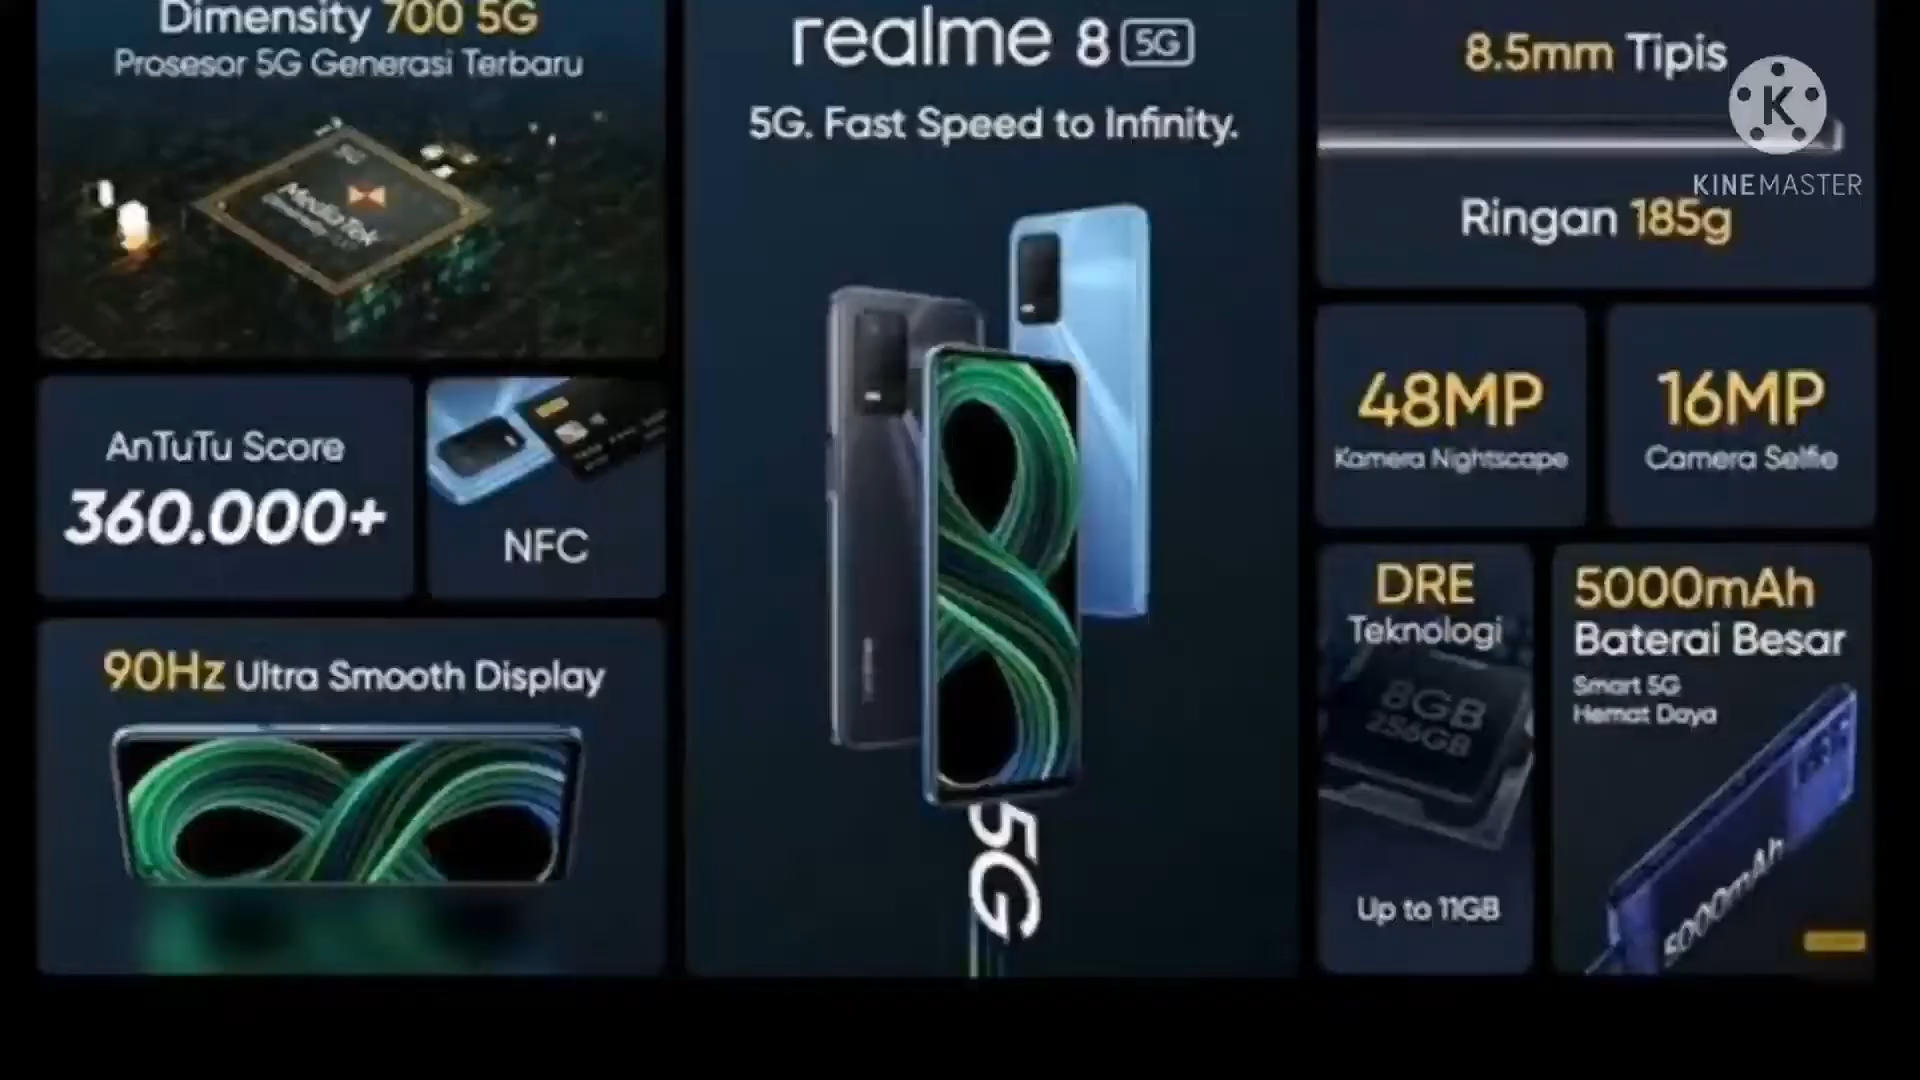 Dimensity 700 5G
Prosesor 5G Generasi Terbaru
5G
MediaTek
AnTuTu Score
360.000+
NFC
90Hz Ultra Smooth Display
realme 8 5G
5G. Fast Speed to Infinity.
5G
8.5mm Tipis
Ringan 185g
K
KINEMASTER
48MP
Kamera Nightscape
16MP
Camera Selfie
DRE
Teknologi
8GB
256GB
Up to 11GB
5000mAh
Baterai Besar
Smart 5G
Hemat Daya
5000mAh